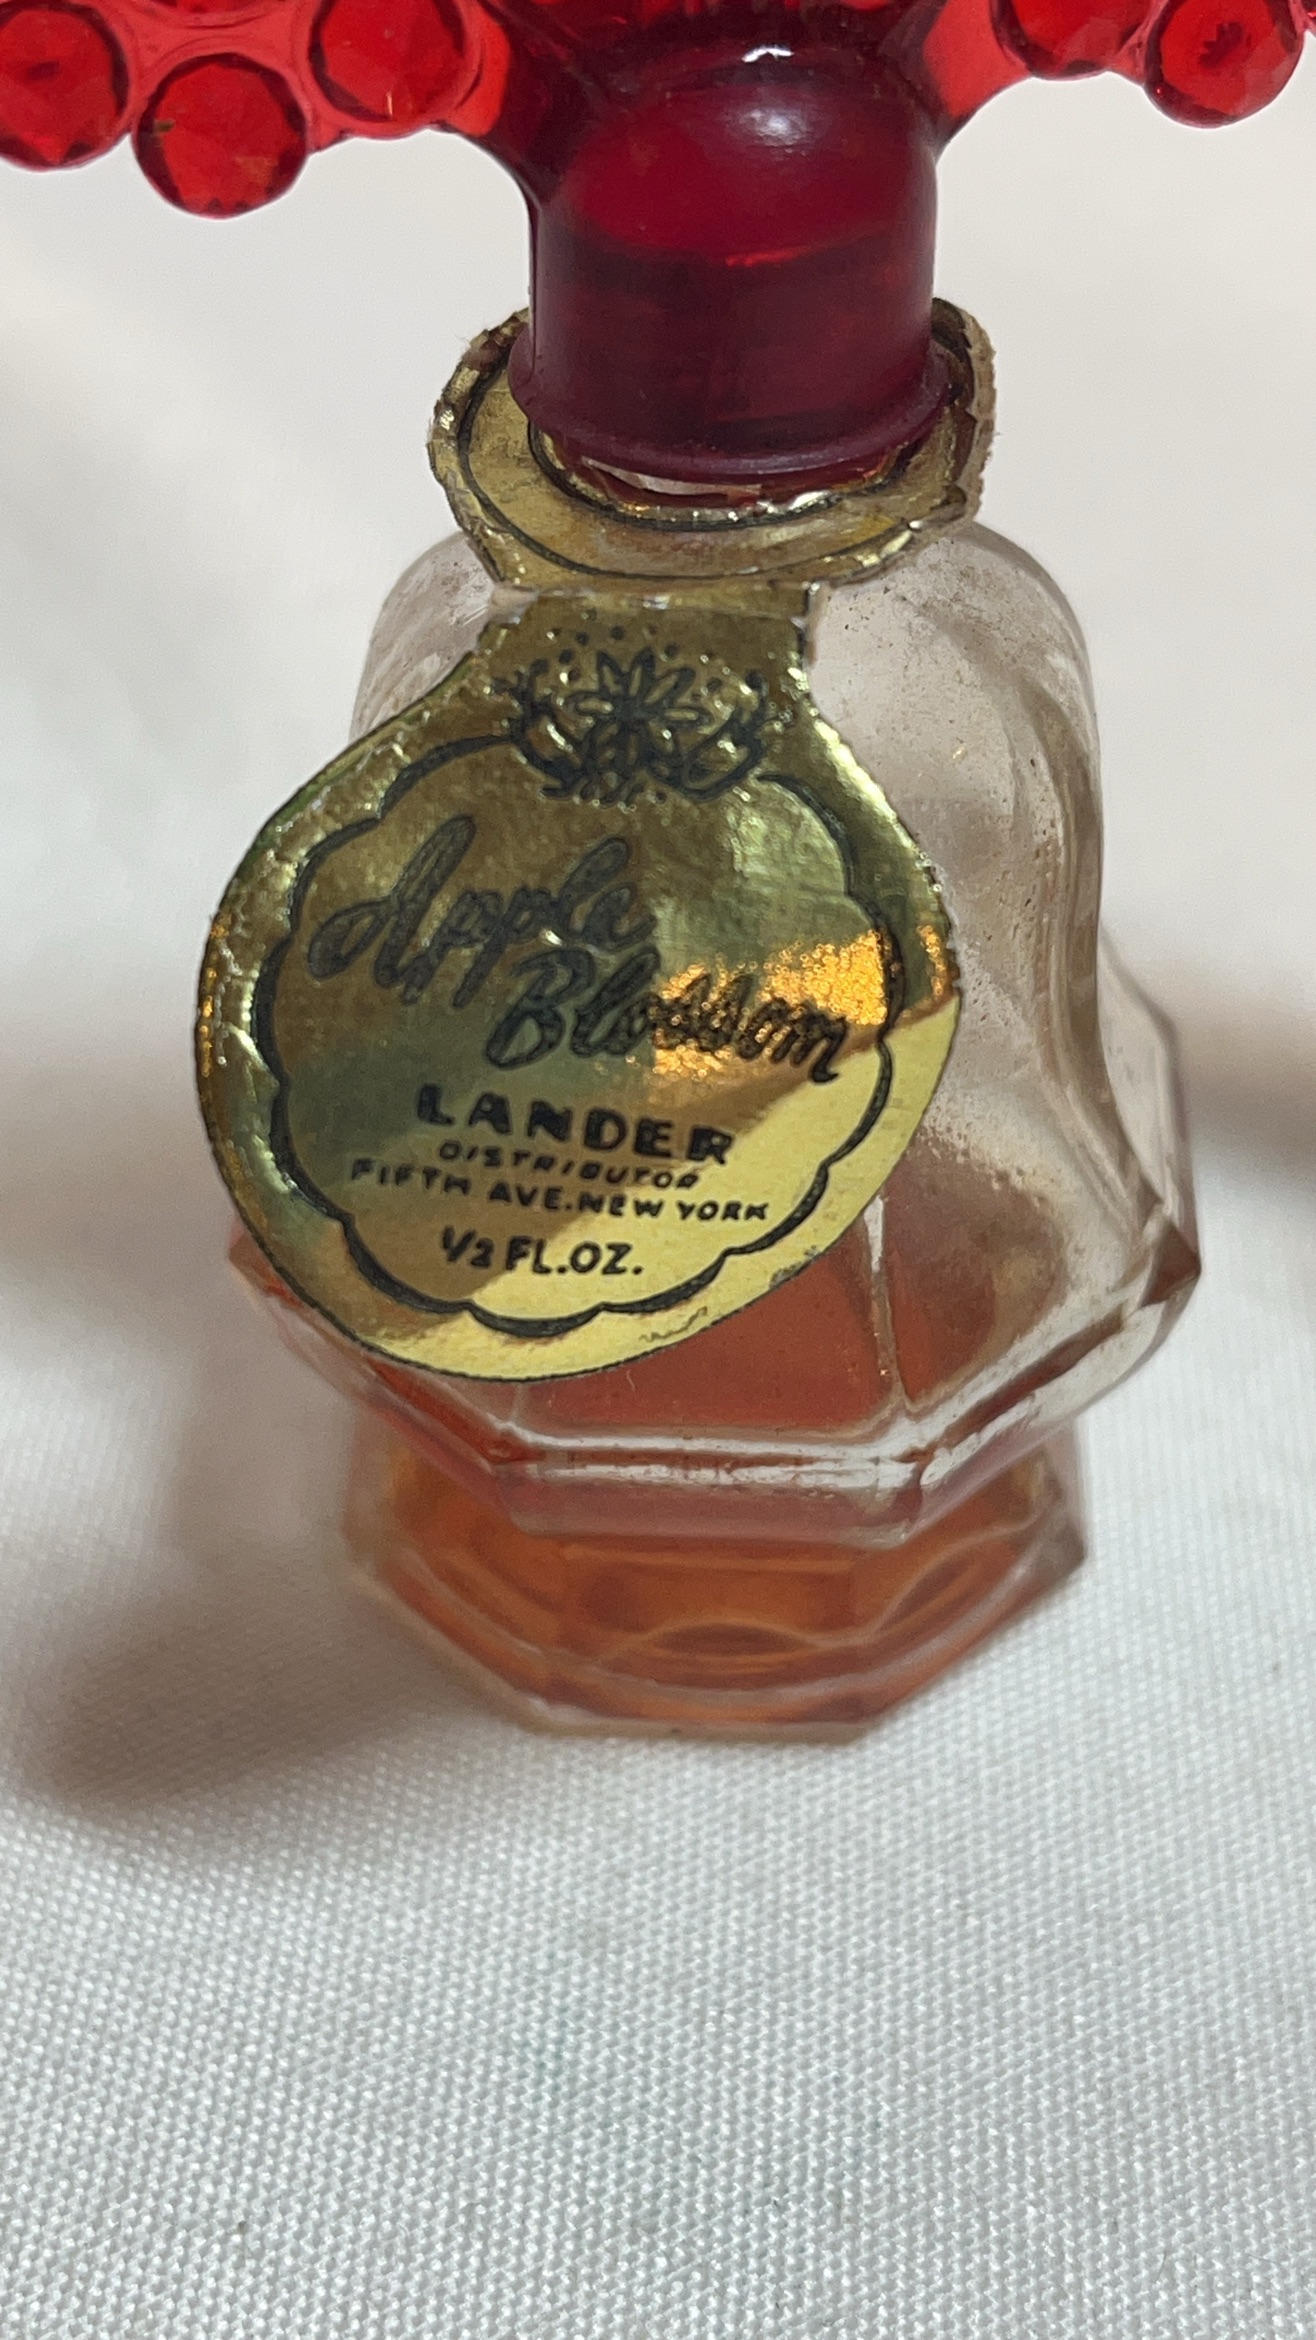 Apple
Blossom
LANDER
DISTRIBUTOR
FIFTH AVE. NEW YORK
1/2 FL.OZ.